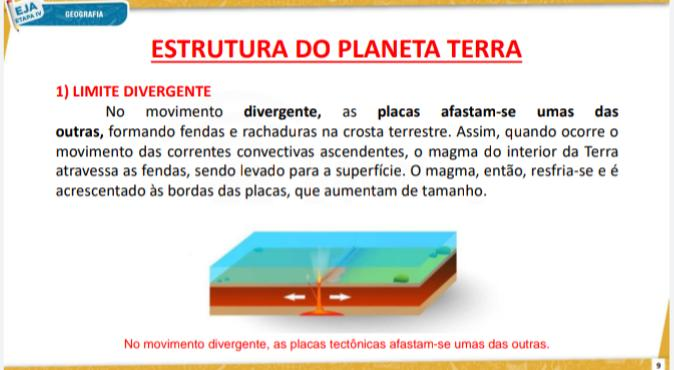 EJA
ETAPA IV
GEOGRAFIA
ESTRUTURA DO PLANETA TERRA
1) LIMITE DIVERGENTE
No movimento divergente, as placas afastam-se umas das
outras, formando fendas e rachaduras na crosta terrestre. Assim, quando ocorre o
movimento das correntes convectivas ascendentes, o magma do interior da Terra
atravessa as fendas, sendo levado para a superfície. O magma, então, resfria-se e é
acrescentado às bordas das placas, que aumentam de tamanho.
No movimento divergente, as placas tectônicas afastam-se umas das outras.
9